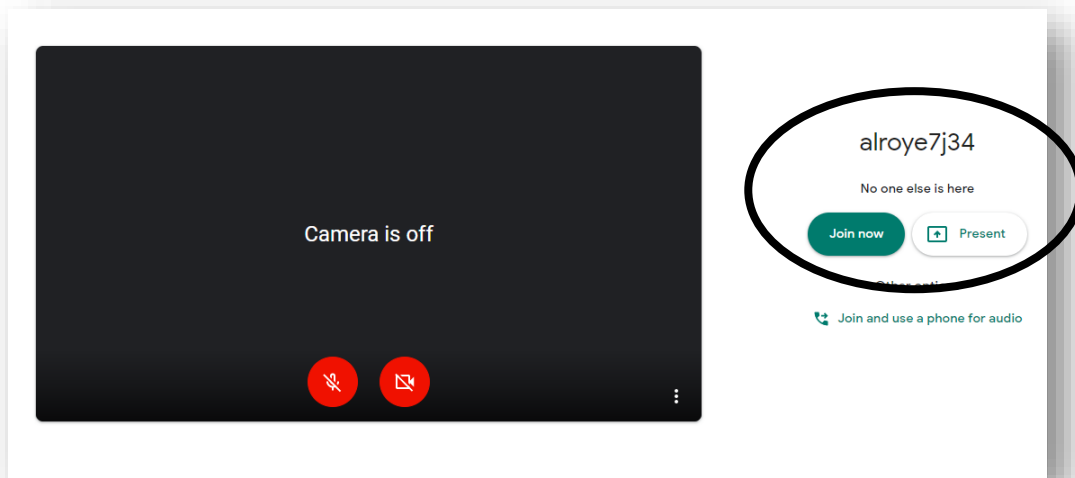 Camera is off
alroye7j34
No one else is here
Join now
Present
Join and use a phone for audio